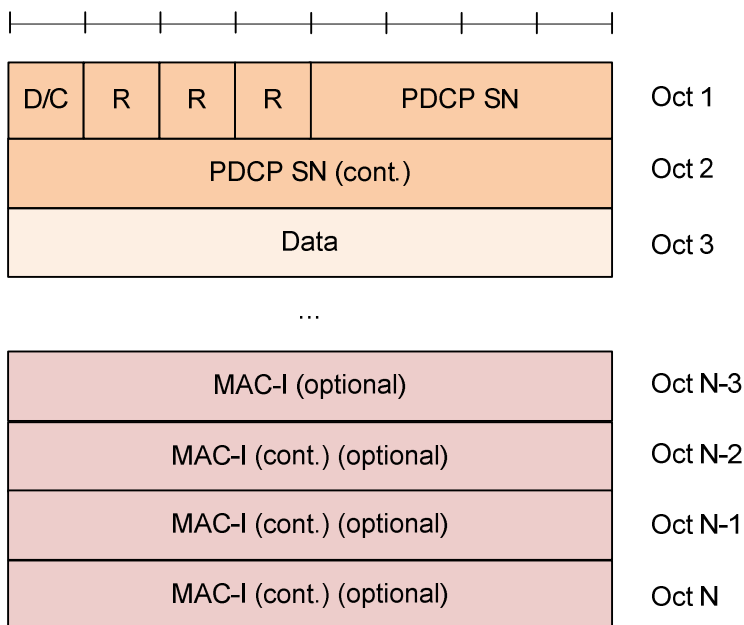 D/C R R R PDCP SN Oct 1
PDCP SN (cont.) Oct 2
Data Oct 3
...
MAC-I (optional) Oct N-3
MAC-I (cont.) (optional) Oct N-2
MAC-I (cont.) (optional) Oct N-1
MAC-I (cont.) (optional) Oct N